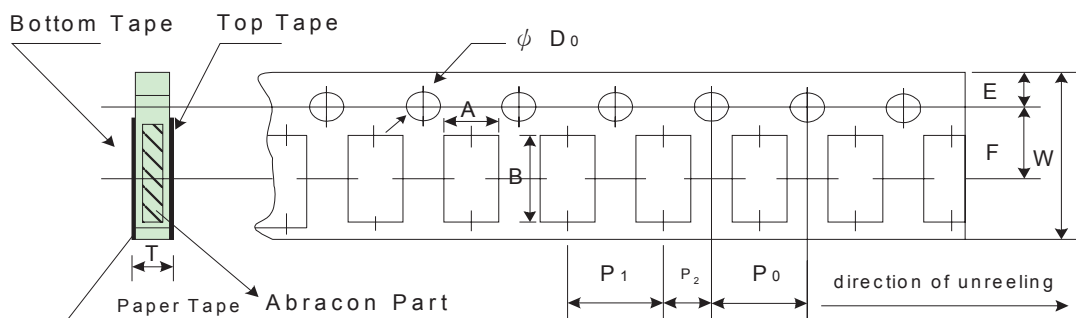 Bottom Tape
Top Tape
ϕ D0
A
B
E
F
W
T
P1
P2
P0
Paper Tape
Abracon Part
direction of unreeling